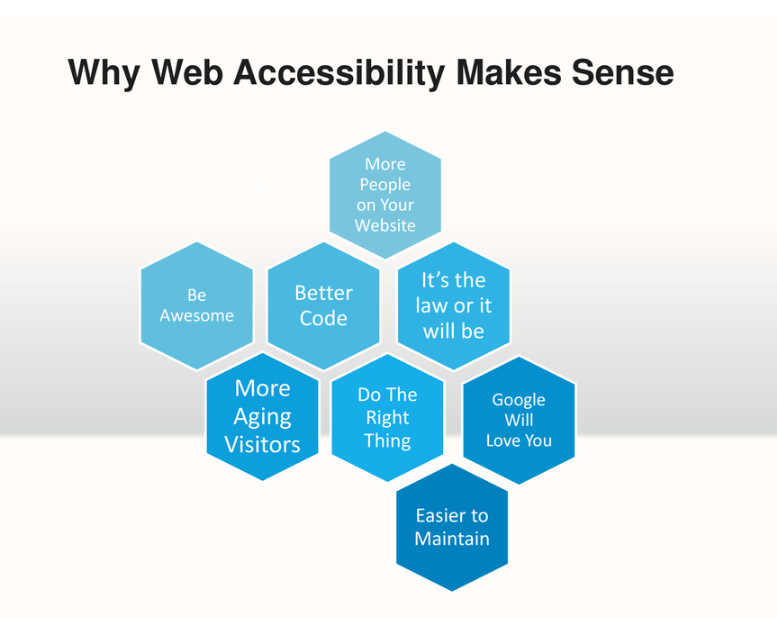 Why Web Accessibility Makes Sense
More
People
on Your
Website
Be
Awesome
Better
Code
It's the
law or it
will be
More
Aging
Visitors
Do The
Right
Thing
Google
Will
Love You
Easier to
Maintain